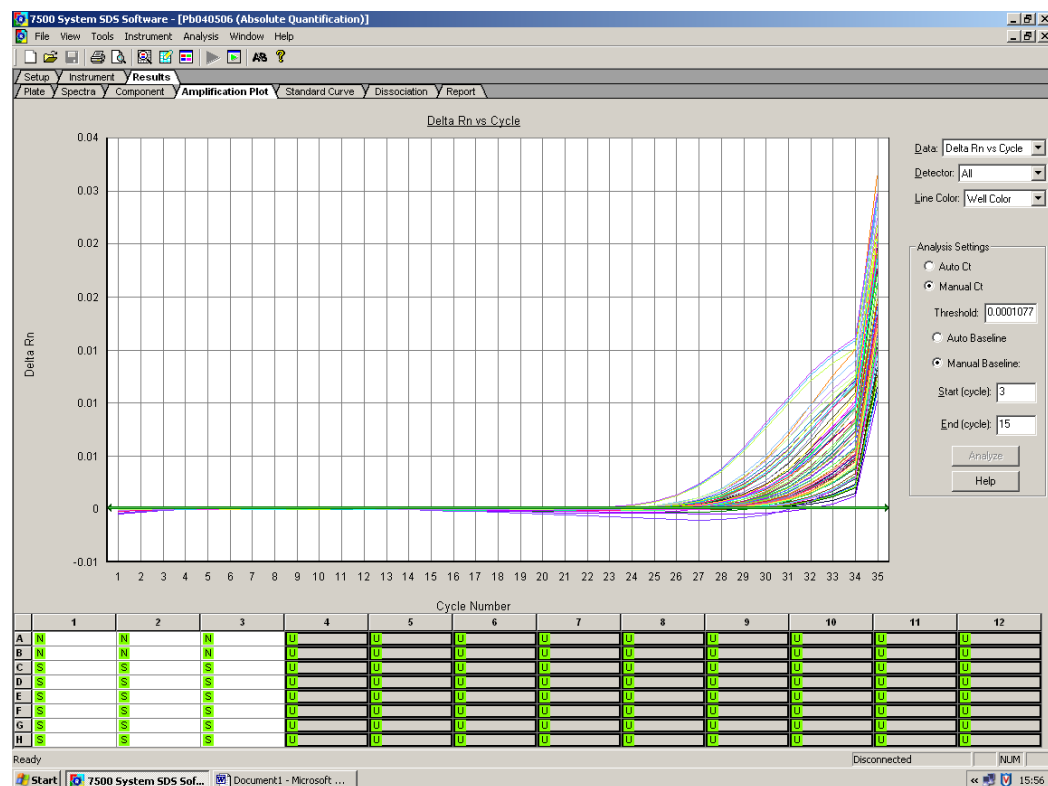 7500 System SDS Software - [Pb040506 (Absolute Quantification)]
File View Tools Instrument Analysis Window Help
Setup Instrument Results
Plate Spectra Component Amplification Plot Standard Curve Dissociation Report
Delta Rn vs Cycle
Data: Delta Rn vs Cycle
Detector: All
Line Color: Well Color
Analysis Settings
Auto Ct
Manual Ct
Threshold: 0.0001077
Auto Baseline
Manual Baseline:
Start (cycle): 3
End (cycle): 15
Analyze
Help
Delta Rn
0.04
0.03
0.02
0.02
0.01
0.01
0.01
0
-0.01
1 2 3 4 5 6 7 8 9 10 11 12 13 14 15 16 17 18 19 20 21 22 23 24 25 26 27 28 29 30 31 32 33 34 35
Cycle Number
1 2 3 4 5 6 7 8 9 10 11 12
A N N N U U U U U U U U U
B N N N U U U U U U U U U
C S S S U U U U U U U U U
D S S S U U U U U U U U U
E S S S U U U U U U U U U
F S S S U U U U U U U U U
G S S S U U U U U U U U U
H S S S U U U U U U U U U
Ready Disconnected NUM
Start 7500 System SDS Sof... Document1 - Microsoft ... 15:56